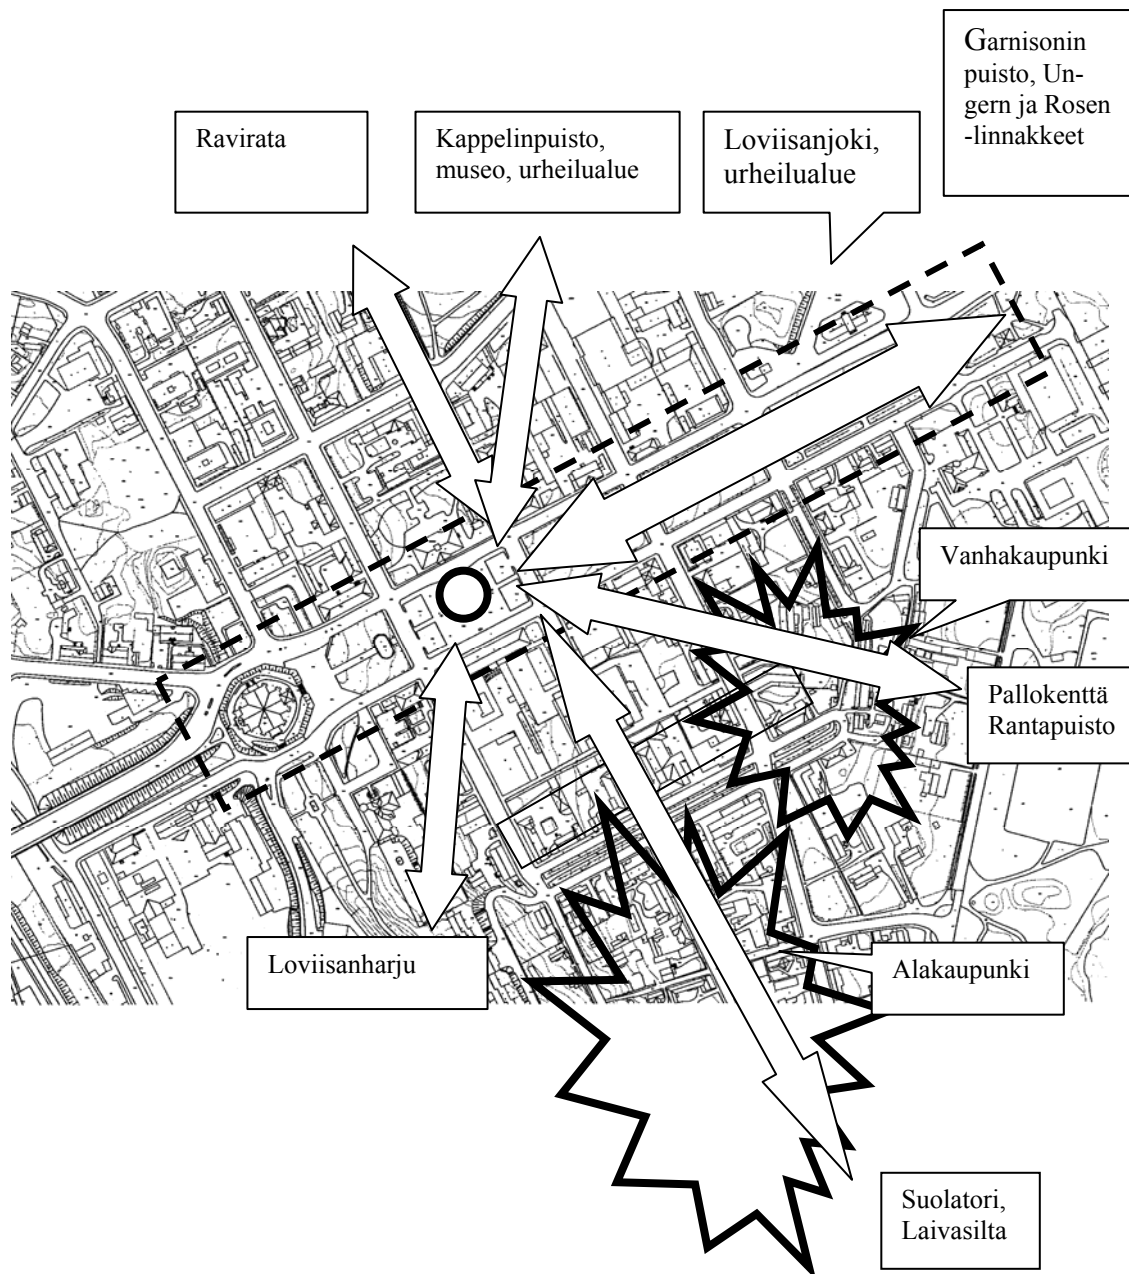 Garnisonin
puisto, Un-
gern ja Rosen
-linnakkeet
Ravirata
Kappelinpuisto,
museo, urheilualue
Loviisanjoki,
urheilualue
Vanhakaupunki
Pallokenttä
Rantapuisto
Loviisanharju
Alakaupunki
Suolatori,
Laivasilta